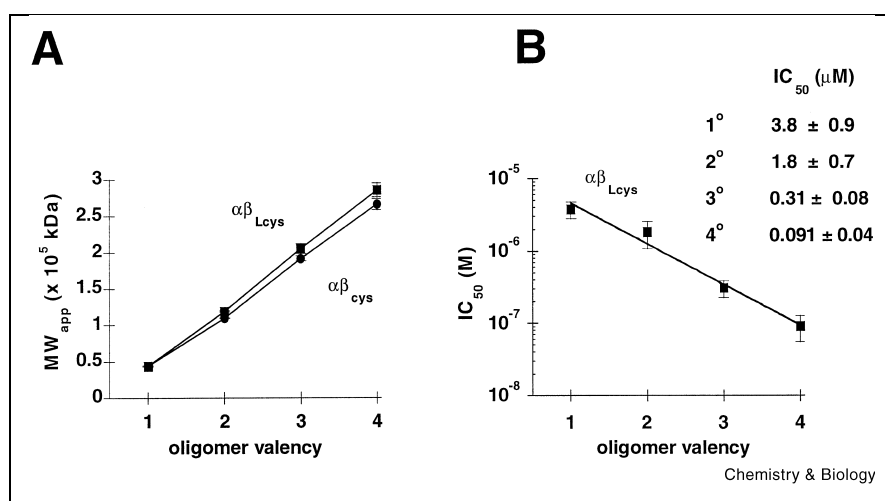 A
B
IC50 (μM)
1° 3.8 ± 0.9
2° 1.8 ± 0.7
3° 0.31 ± 0.08
4° 0.091 ± 0.04
MWapp (x 10^5 kDa)
3
2.5
2
1.5
1
0.5
0
αβLcys
αβcys
1 2 3 4
oligomer valency
IC50 (M)
10^-5
10^-6
10^-7
10^-8
αβLcys
1 2 3 4
oligomer valency
Chemistry & Biology